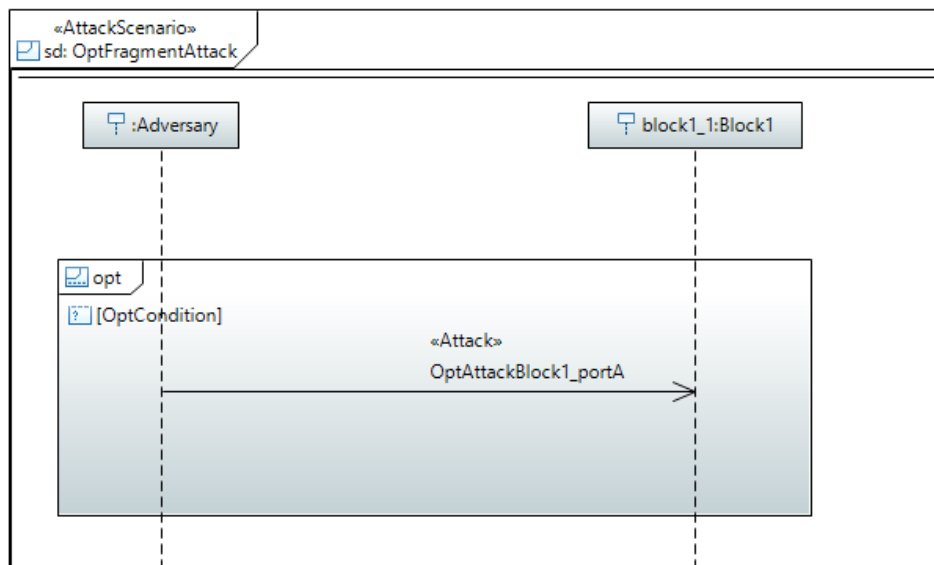 «AttackScenario»
sd: OptFragmentAttack
:Adversary
block1_1:Block1
opt
[OptCondition]
«Attack»
OptAttackBlock1_portA